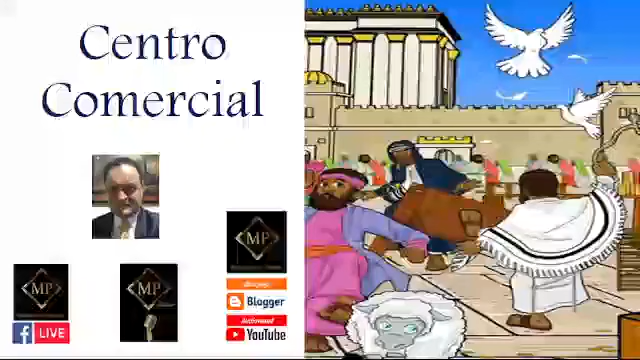 Centro
Comercial
MP
MP
MP
LIVE
Blogger
YouTube